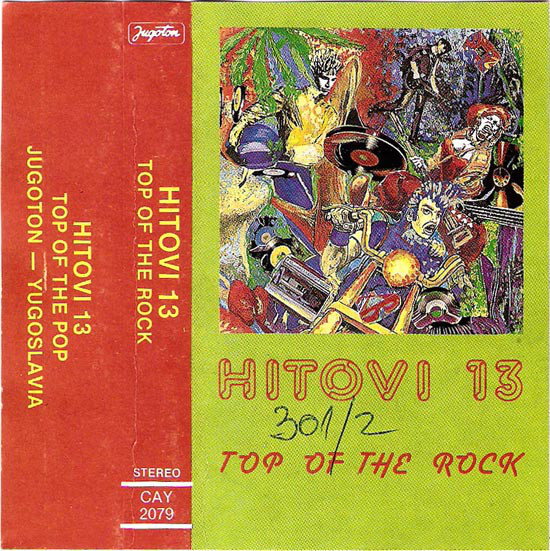 Jugoton
HITOVI 13
TOP OF THE ROCK
HITOVI 13
TOP OF THE POP
JUGOTON — YUGOSLAVIA
STEREO
CAY
2079
HITOVI 13
301/2
TOP OF THE ROCK